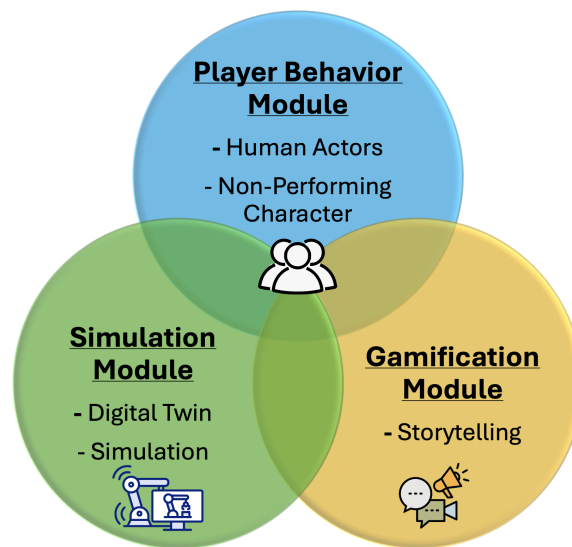 Player Behavior
Module
- Human Actors
- Non-Performing
Character
Simulation
Module
- Digital Twin
- Simulation
Gamification
Module
- Storytelling